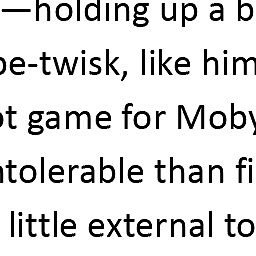 —holding up a b
pe-twisk, like him
ot game for Moby
ntolerable than fi
little external to